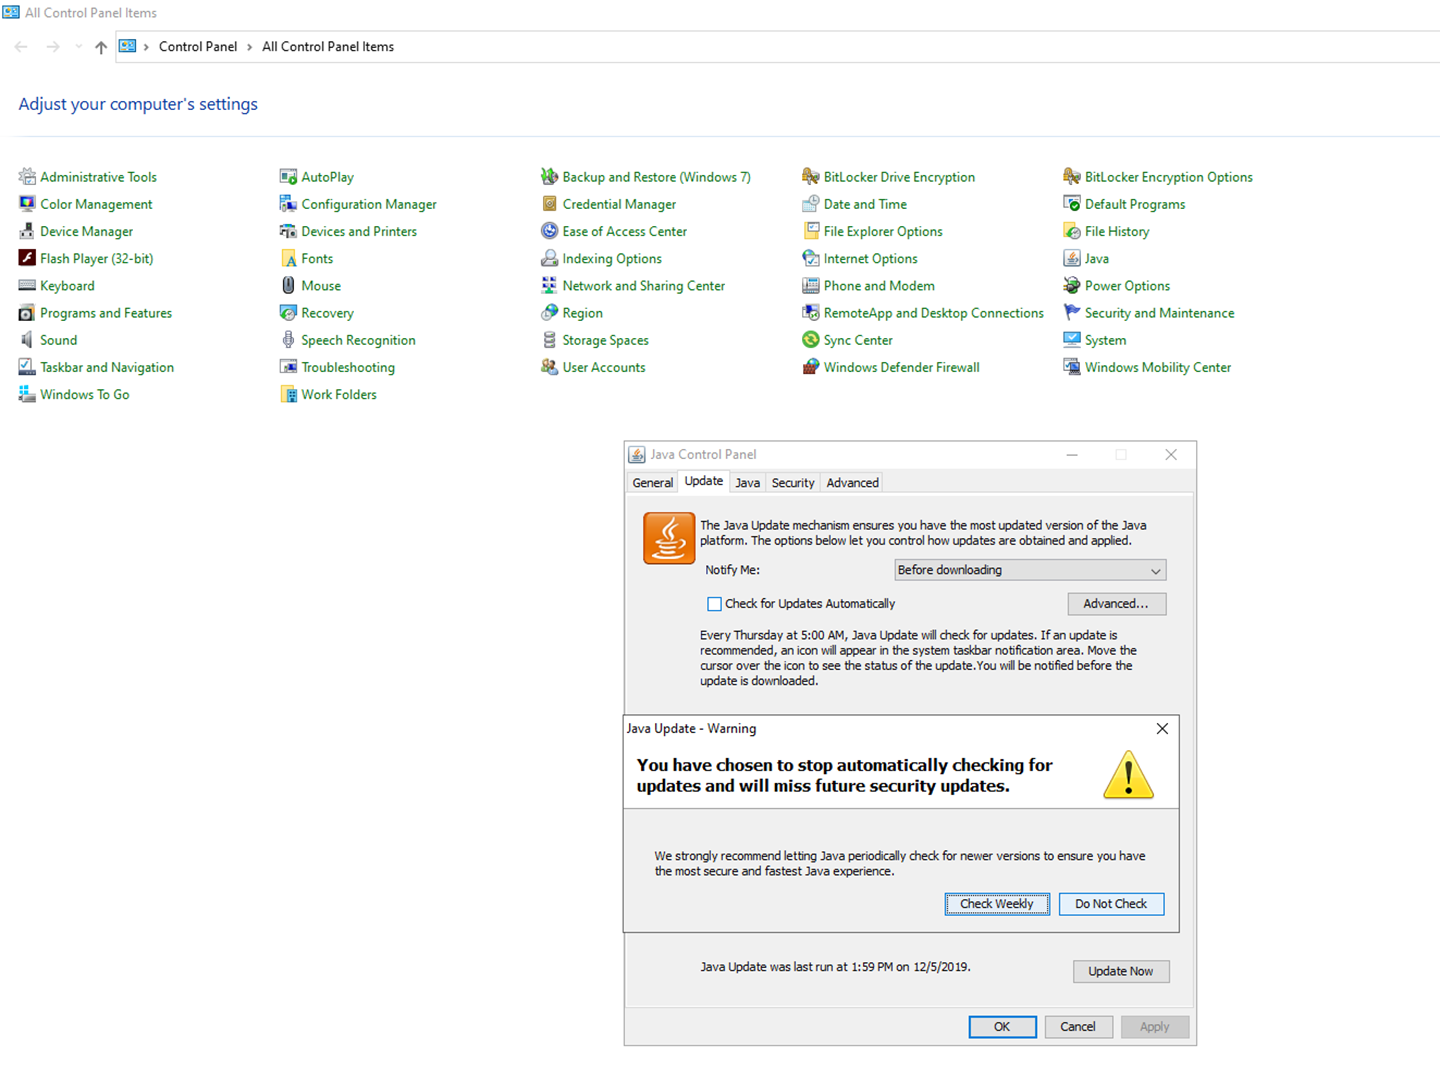 All Control Panel Items
Control Panel > All Control Panel Items
Adjust your computer's settings
Administrative Tools AutoPlay Backup and Restore (Windows 7) BitLocker Drive Encryption BitLocker Encryption Options
Color Management Configuration Manager Credential Manager Date and Time Default Programs
Device Manager Devices and Printers Ease of Access Center File Explorer Options File History
Flash Player (32-bit) Fonts Indexing Options Internet Options Java
Keyboard Mouse Network and Sharing Center Phone and Modem Power Options
Programs and Features Recovery Region RemoteApp and Desktop Connections Security and Maintenance
Sound Speech Recognition Storage Spaces Sync Center System
Taskbar and Navigation Troubleshooting User Accounts Windows Defender Firewall Windows Mobility Center
Windows To Go Work Folders
Java Control Panel
General Update Java Security Advanced
The Java Update mechanism ensures you have the most updated version of the Java
platform. The options below let you control how updates are obtained and applied.
Notify Me: Before downloading
Check for Updates Automatically Advanced...
Every Thursday at 5:00 AM, Java Update will check for updates. If an update is
recommended, an icon will appear in the system taskbar notification area. Move the
cursor over the icon to see the status of the update.You will be notified before the
update is downloaded.
Java Update - Warning
You have chosen to stop automatically checking for
updates and will miss future security updates.
We strongly recommend letting Java periodically check for newer versions to ensure you have
the most secure and fastest Java experience.
Check Weekly Do Not Check
Java Update was last run at 1:59 PM on 12/5/2019.
Update Now
OK Cancel Apply